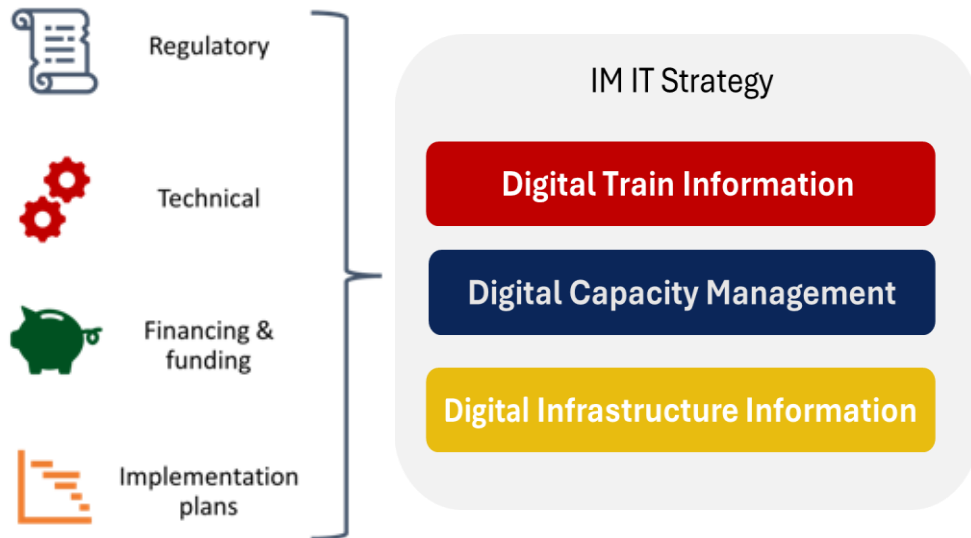 Regulatory
Technical
Financing &
funding
Implementation
plans
IM IT Strategy
Digital Train Information
Digital Capacity Management
Digital Infrastructure Information